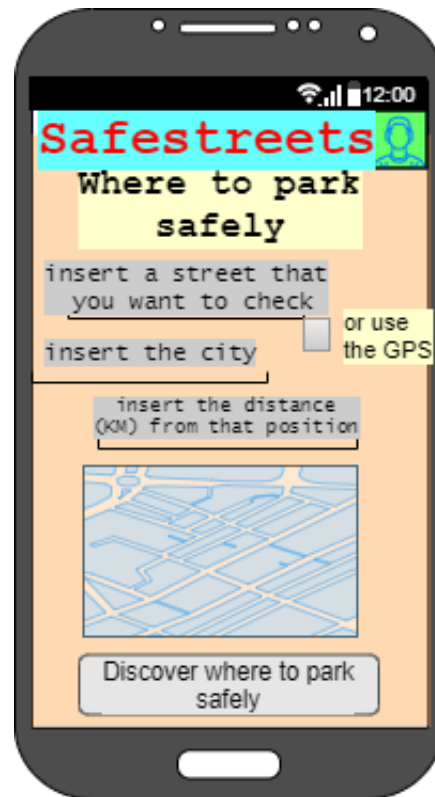 12:00
Safestreets
Where to park
safely
insert a street that
you want to check
or use
the GPS
insert the city
insert the distance
(KM) from that position
Discover where to park
safely